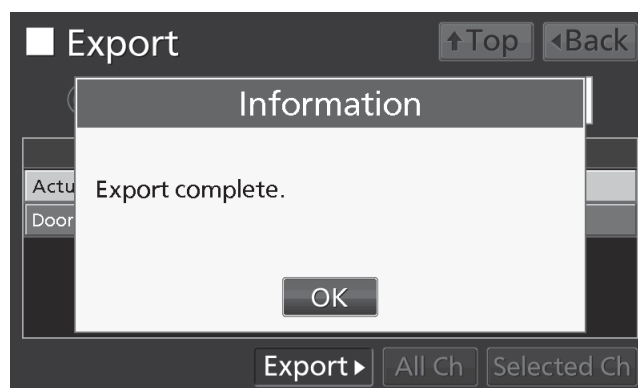 Export
↑Top
◂Back
Information
Actu
Export complete.
Door
OK
Export▸
All Ch
Selected Ch